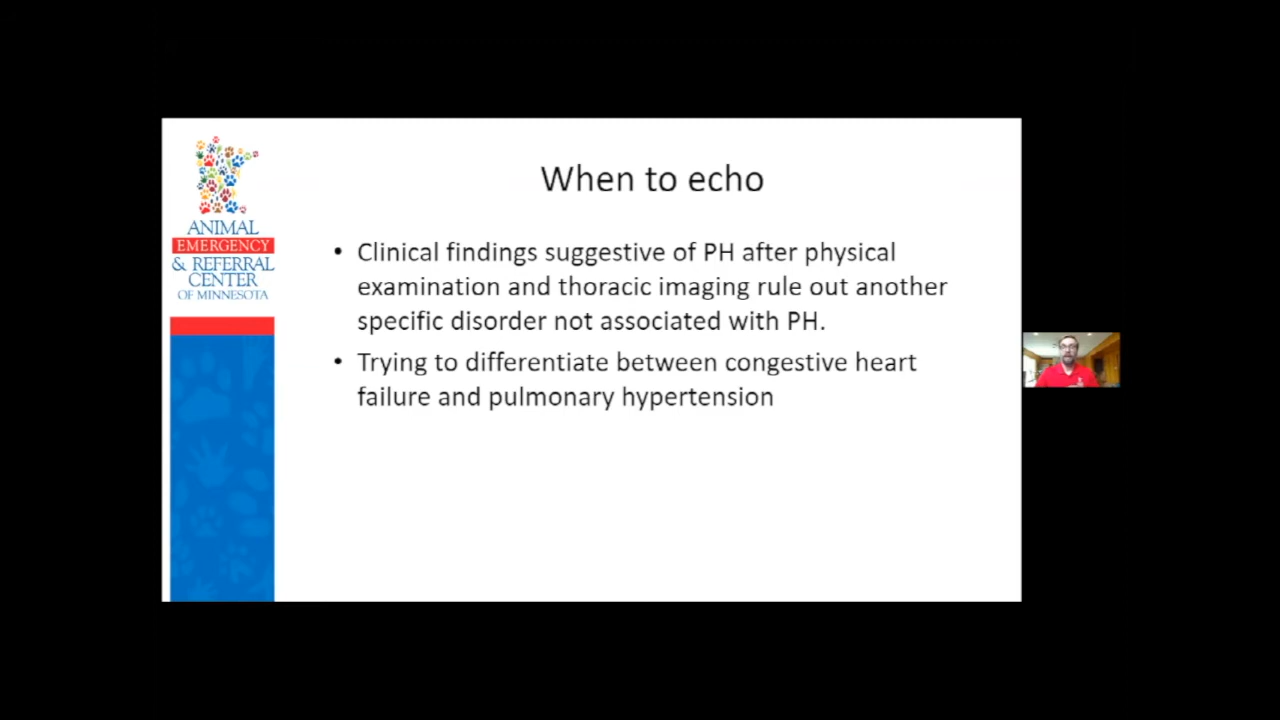 When to echo
ANIMAL
EMERGENCY
& REFERRAL
CENTER
OF MINNESOTA
• Clinical findings suggestive of PH after physical
examination and thoracic imaging rule out another
specific disorder not associated with PH.
• Trying to differentiate between congestive heart
failure and pulmonary hypertension